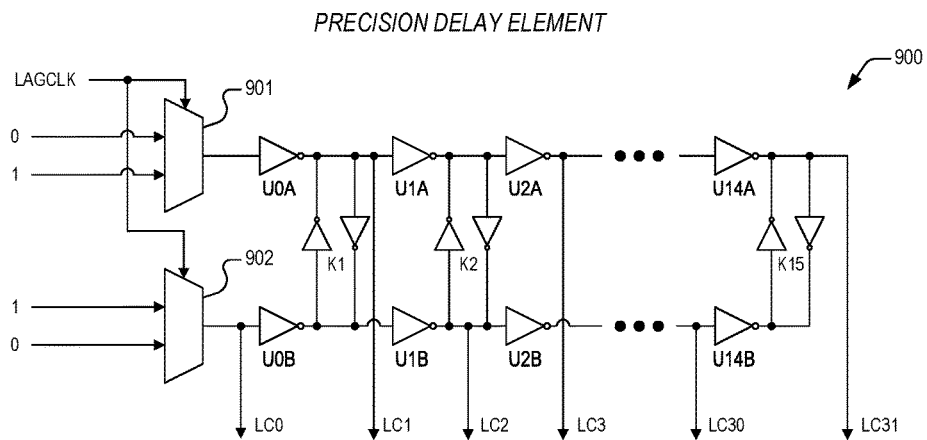 PRECISION DELAY ELEMENT
900
LAGCLK
901
0
1
U0A
U1A
U2A
U14A
K1
K2
K15
902
1
0
U0B
U1B
U2B
U14B
LC0
LC1
LC2
LC3
LC30
LC31